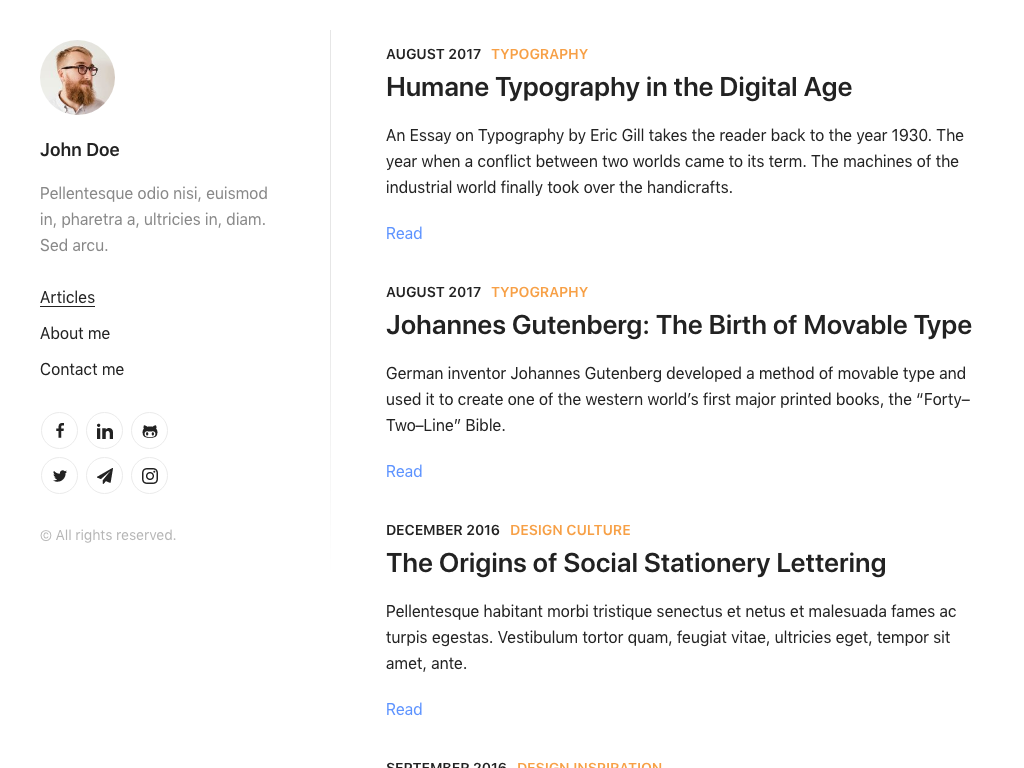 John Doe
Pellentesque odio nisi, euismod
in, pharetra a, ultricies in, diam.
Sed arcu.
Articles
About me
Contact me
© All rights reserved.
AUGUST 2017 TYPOGRAPHY
Humane Typography in the Digital Age
An Essay on Typography by Eric Gill takes the reader back to the year 1930. The
year when a conflict between two worlds came to its term. The machines of the
industrial world finally took over the handicrafts.
Read
AUGUST 2017 TYPOGRAPHY
Johannes Gutenberg: The Birth of Movable Type
German inventor Johannes Gutenberg developed a method of movable type and
used it to create one of the western world’s first major printed books, the “Forty–
Two–Line” Bible.
Read
DECEMBER 2016 DESIGN CULTURE
The Origins of Social Stationery Lettering
Pellentesque habitant morbi tristique senectus et netus et malesuada fames ac
turpis egestas. Vestibulum tortor quam, feugiat vitae, ultricies eget, tempor sit
amet, ante.
Read
SEPTEMBER 2016 DESIGN INSPIRATION